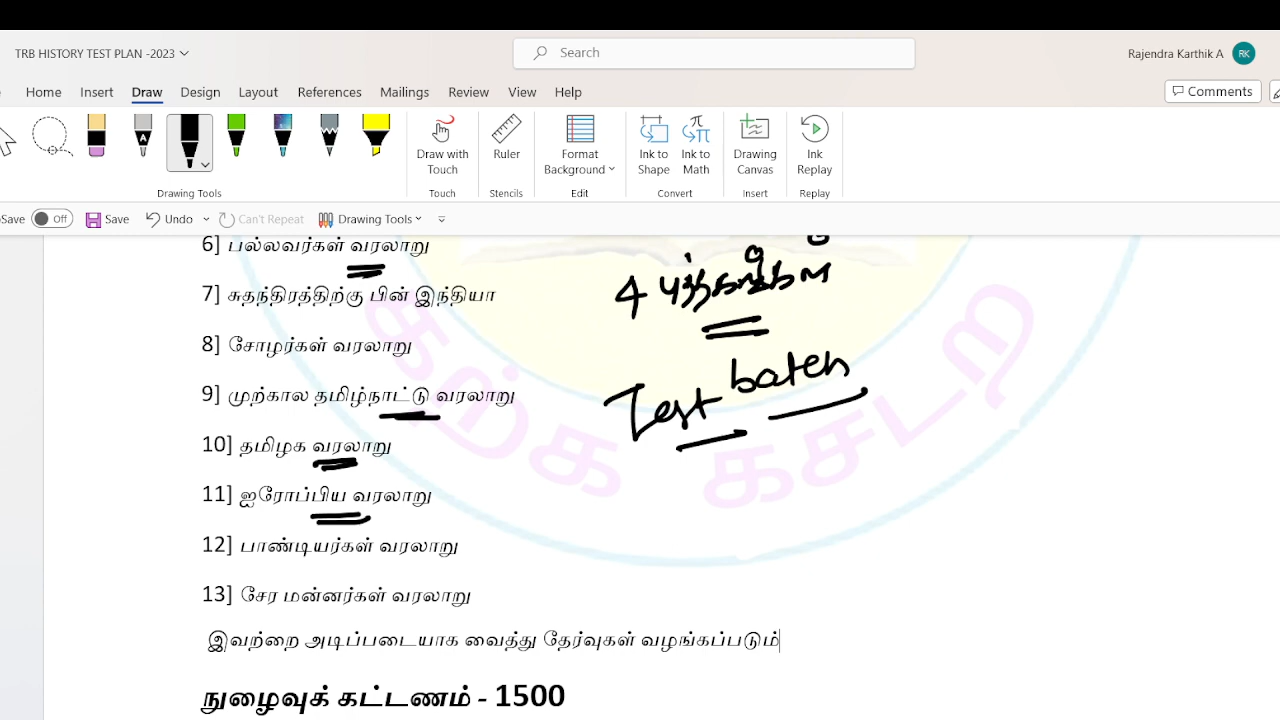 TRB HISTORY TEST PLAN -2023
Search
Rajendra Karthik A RK
Home Insert Draw Design Layout References Mailings Review View Help
Comments
Draw with Touch
Ruler
Format Background
Ink to Shape
Ink to Math
Drawing Canvas
Ink Replay
Drawing Tools Touch Stencils Edit Convert Insert Replay
Save Off Save Undo Can't Repeat Drawing Tools
6] பல்லவர்கள் வரலாறு
4 புத்தகங்கள்
7] சுதந்திரத்திற்கு பின் இந்தியா
8] சோழர்கள் வரலாறு
Test batch
9] முற்கால தமிழ்நாட்டு வரலாறு
10] தமிழக வரலாறு
11] ஐரோப்பிய வரலாறு
கற்க கசடற
12] பாண்டியர்கள் வரலாறு
13] சேர மன்னர்கள் வரலாறு
இவற்றை அடிப்படையாக வைத்து தேர்வுகள் வழங்கப்படும்
நுழைவுக் கட்டணம் - 1500